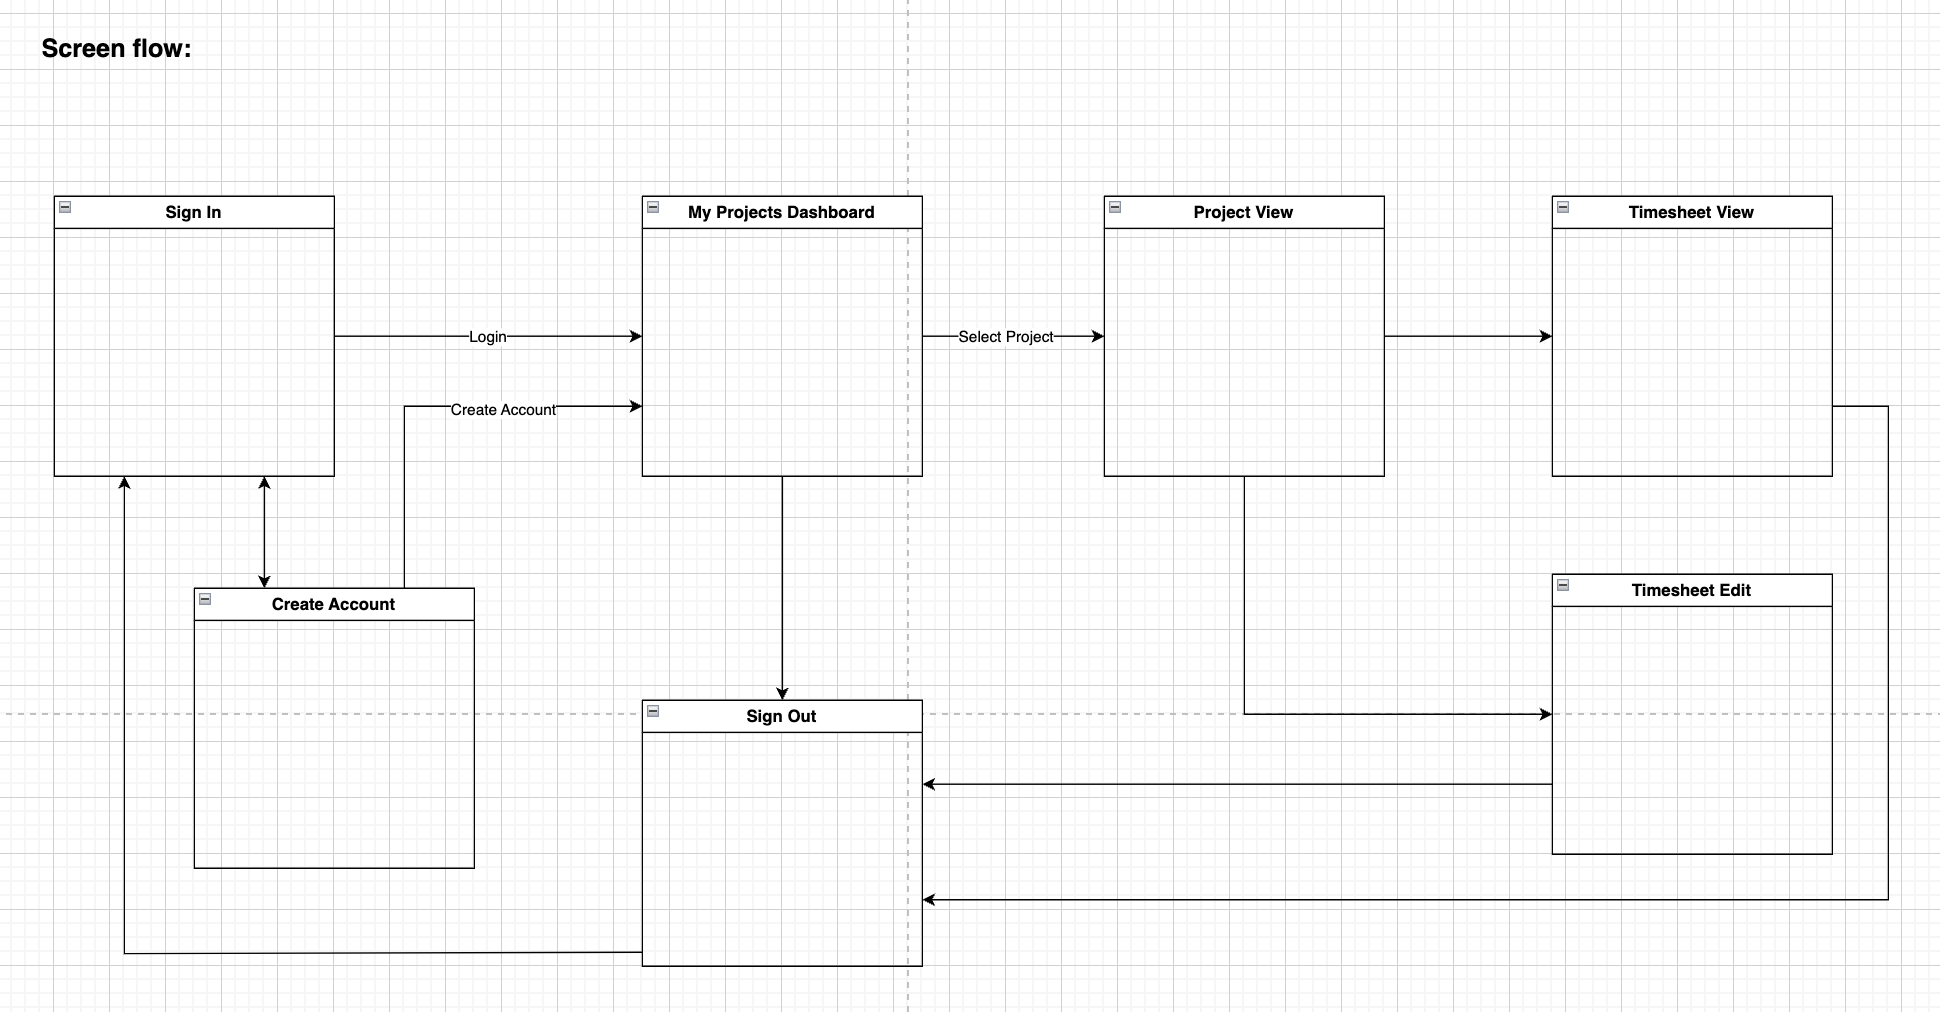 Screen flow:
Sign In
My Projects Dashboard
Project View
Timesheet View
Login
Select Project
Create Account
Timesheet Edit
Create Account
Sign Out